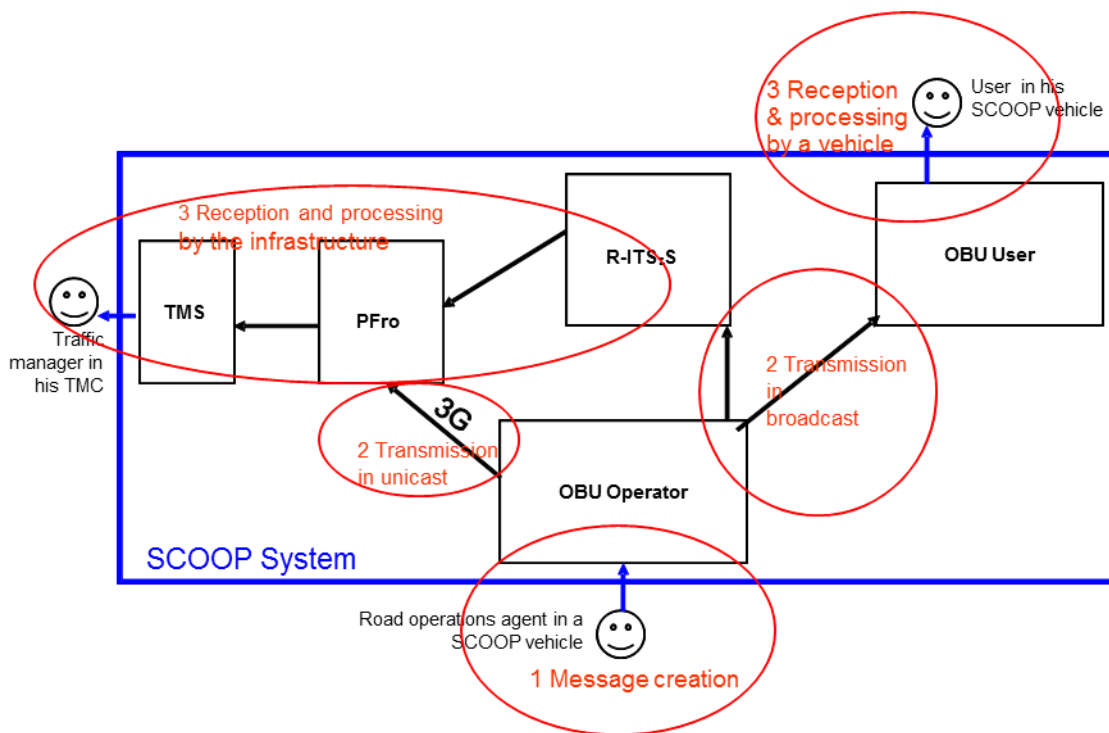 3 Reception
& processing
by a vehicle
User in his
SCOOP vehicle
3 Reception and processing
by the infrastructure
R-ITS-S
OBU User
TMS
PFro
Traffic
manager in
his TMC
3G
2 Transmission
in
broadcast
2 Transmission
in unicast
OBU Operator
SCOOP System
Road operations agent in a
SCOOP vehicle
1 Message creation